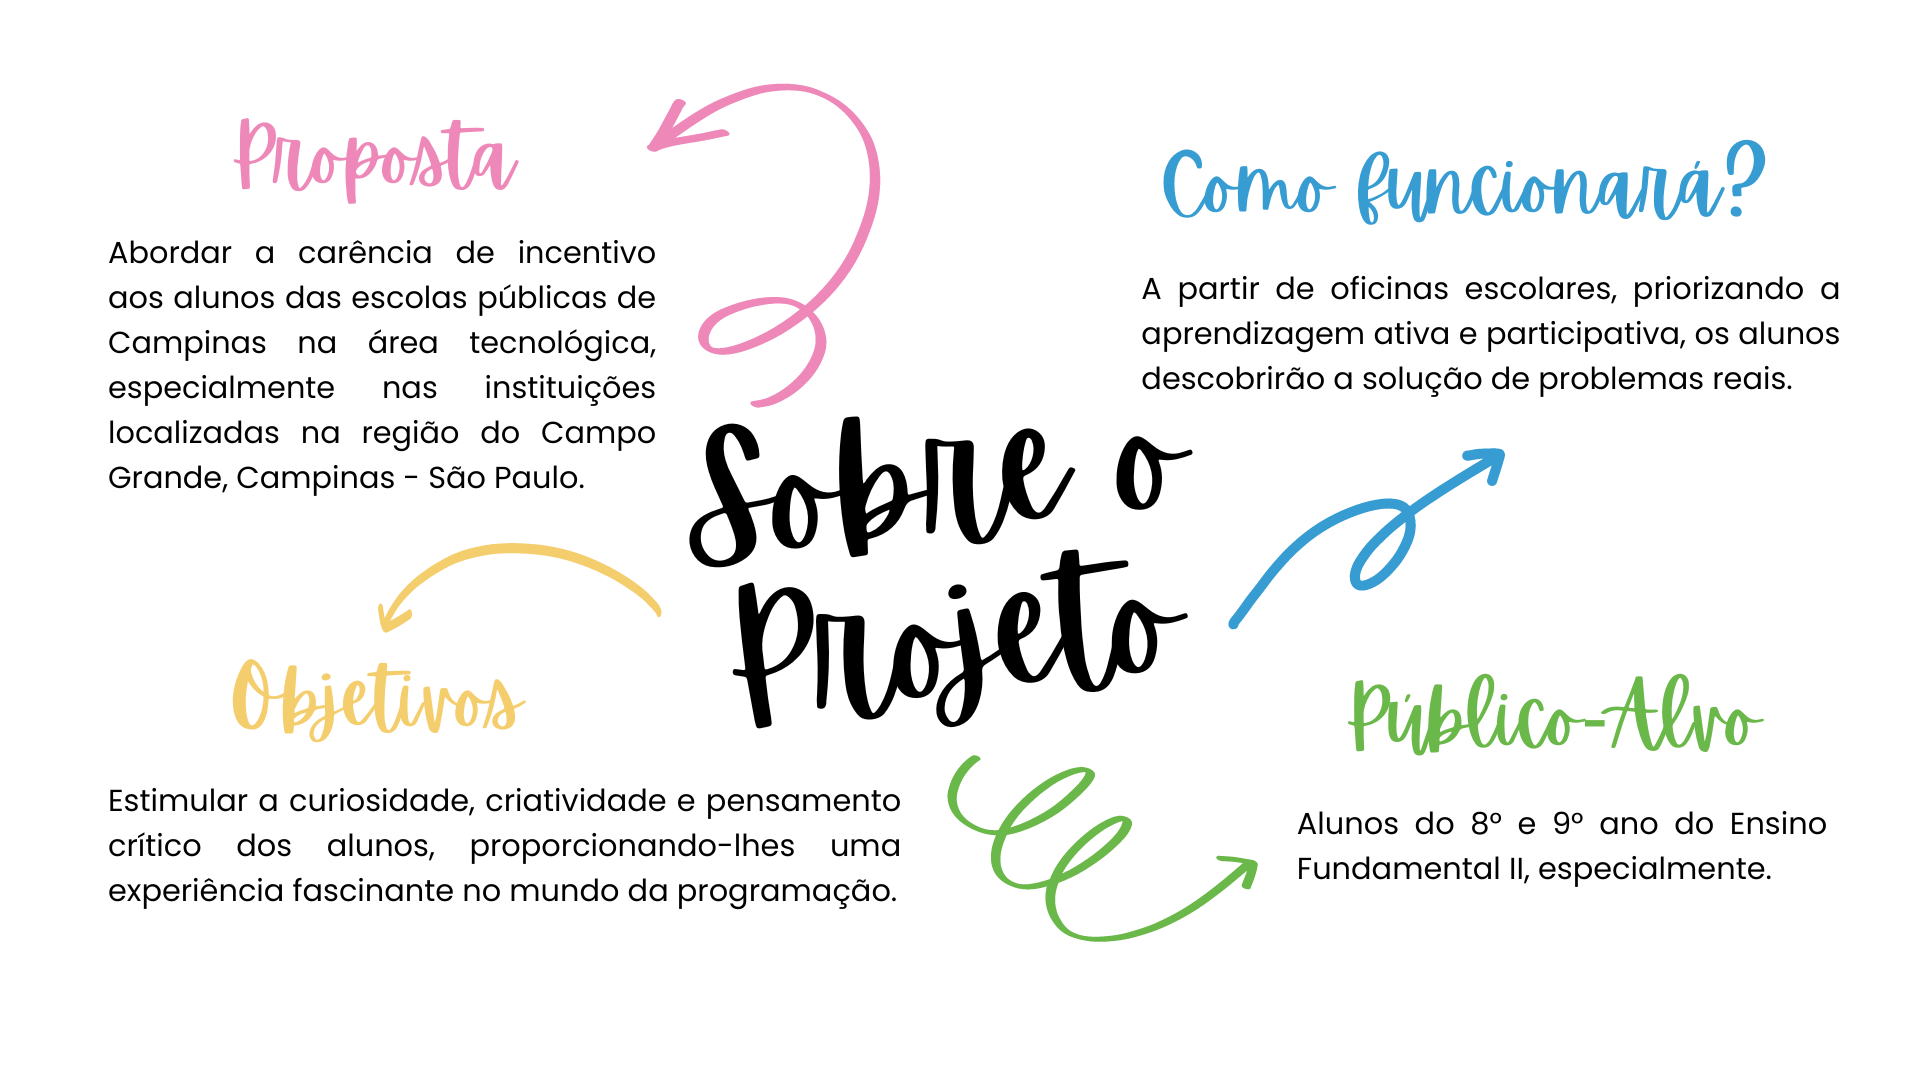 Proposta
Abordar a carência de incentivo
aos alunos das escolas públicas de
Campinas na área tecnológica,
especialmente nas instituições
localizadas na região do Campo
Grande, Campinas - São Paulo.
Como funcionará?
A partir de oficinas escolares, priorizando a
aprendizagem ativa e participativa, os alunos
descobrirão a solução de problemas reais.
Sobre o
Projeto
Objetivos
Estimular a curiosidade, criatividade e pensamento
crítico dos alunos, proporcionando-lhes uma
experiência fascinante no mundo da programação.
Público-Alvo
Alunos do 8º e 9º ano do Ensino
Fundamental II, especialmente.